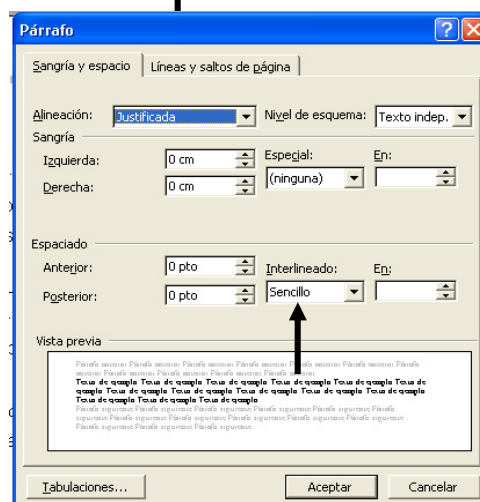 Párrafo
Sangría y espacio Líneas y saltos de página
Alineación: Justificada Nivel de esquema: Texto indep.
Sangría
Izquierda: 0 cm Especial: En:
Derecha: 0 cm (ninguna)
Espaciado
Anterior: 0 pto Interlineado: En:
Posterior: 0 pto Sencillo
Vista previa
Tabulaciones... Aceptar Cancelar